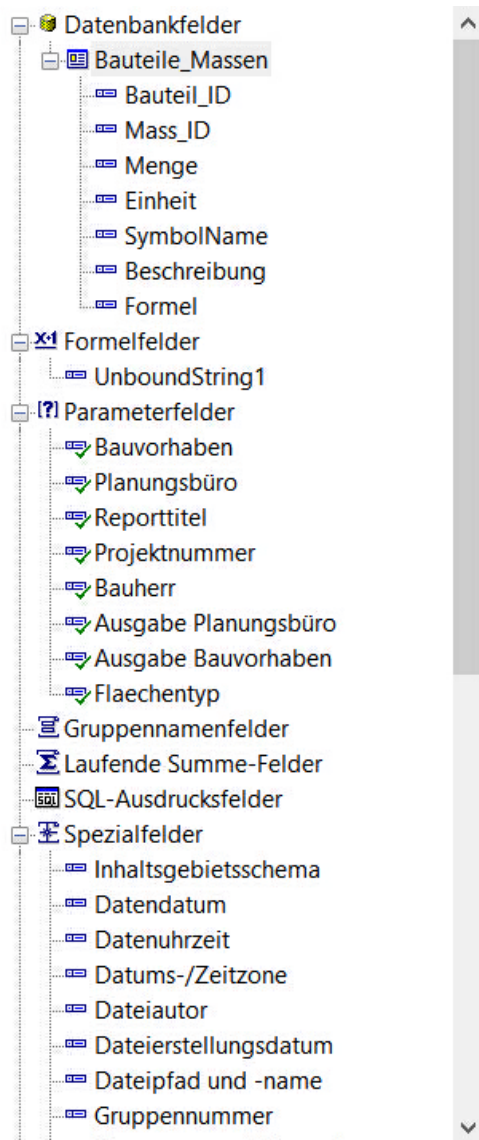 Datenbankfelder
Bauteile_Massen
Bauteil_ID
Mass_ID
Menge
Einheit
SymbolName
Beschreibung
Formel
X+1 Formelfelder
UnboundString1
[?] Parameterfelder
Bauvorhaben
Planungsbüro
Reporttitel
Projektnummer
Bauherr
Ausgabe Planungsbüro
Ausgabe Bauvorhaben
Flaechentyp
Gruppennamenfelder
Σ Laufende Summe-Felder
SQL SQL-Ausdrucksfelder
Spezialfelder
Inhaltsgebietsschema
Datendatum
Datenuhrzeit
Datums-/Zeitzone
Dateiautor
Dateierstellungsdatum
Dateipfad und -name
Gruppennummer